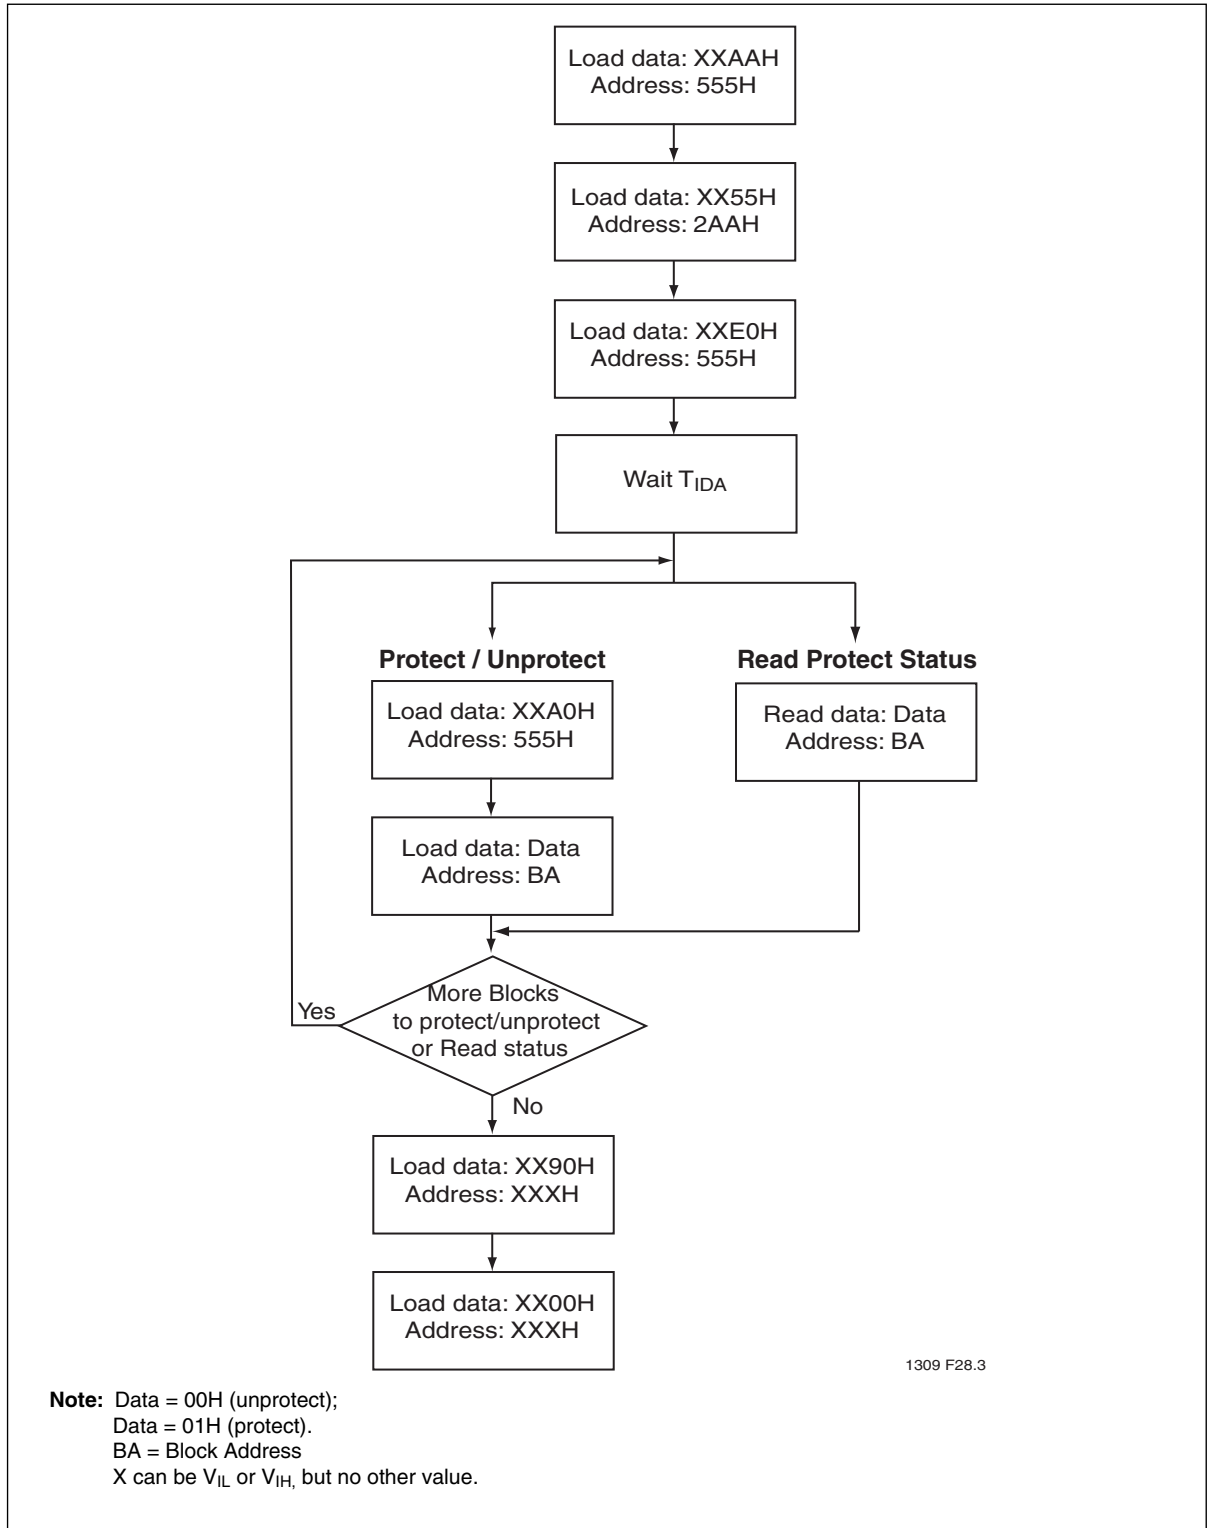 Load data: XXAAH
Address: 555H
Load data: XX55H
Address: 2AAH
Load data: XXE0H
Address: 555H
Wait TIDA
Protect / Unprotect
Read Protect Status
Load data: XXA0H
Address: 555H
Read data: Data
Address: BA
Load data: Data
Address: BA
Yes
More Blocks
to protect/unprotect
or Read status
No
Load data: XX90H
Address: XXXH
Load data: XX00H
Address: XXXH
1309 F28.3
Note: Data = 00H (unprotect);
Data = 01H (protect).
BA = Block Address
X can be VIL or VIH, but no other value.